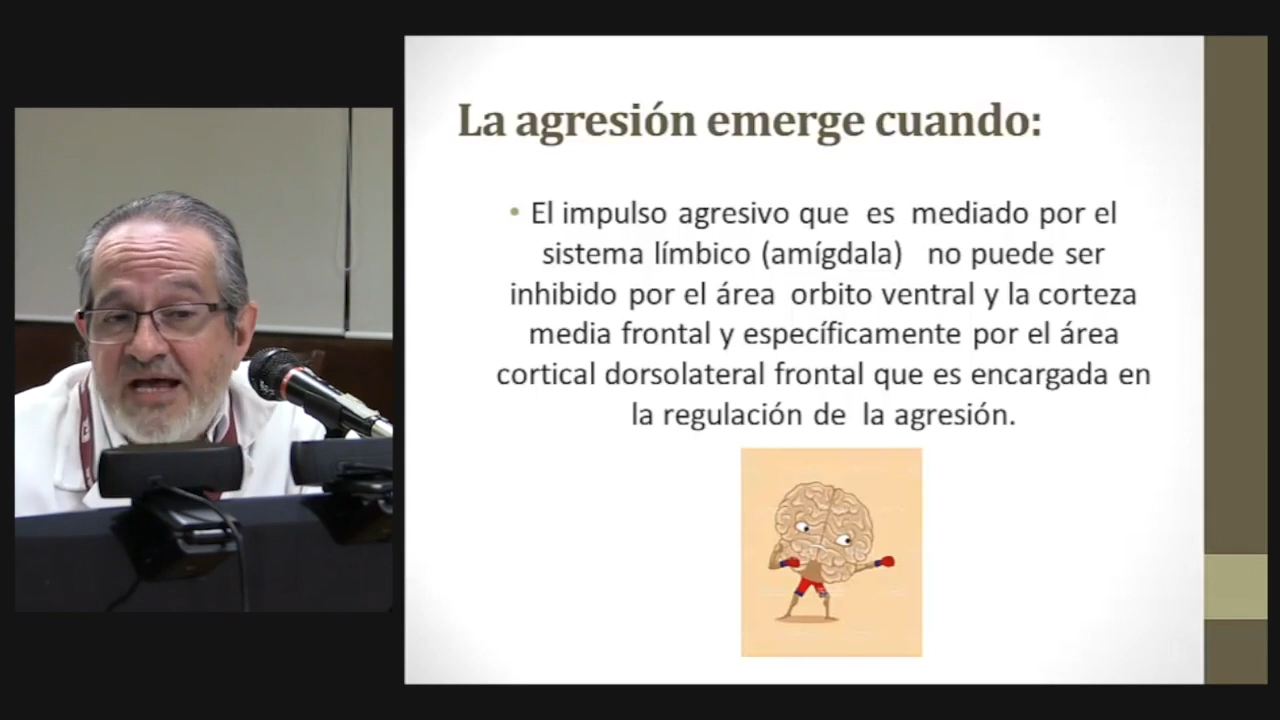 La agresión emerge cuando:
• El impulso agresivo que es mediado por el
sistema límbico (amígdala) no puede ser
inhibido por el área orbito ventral y la corteza
media frontal y específicamente por el área
cortical dorsolateral frontal que es encargada en
la regulación de la agresión.